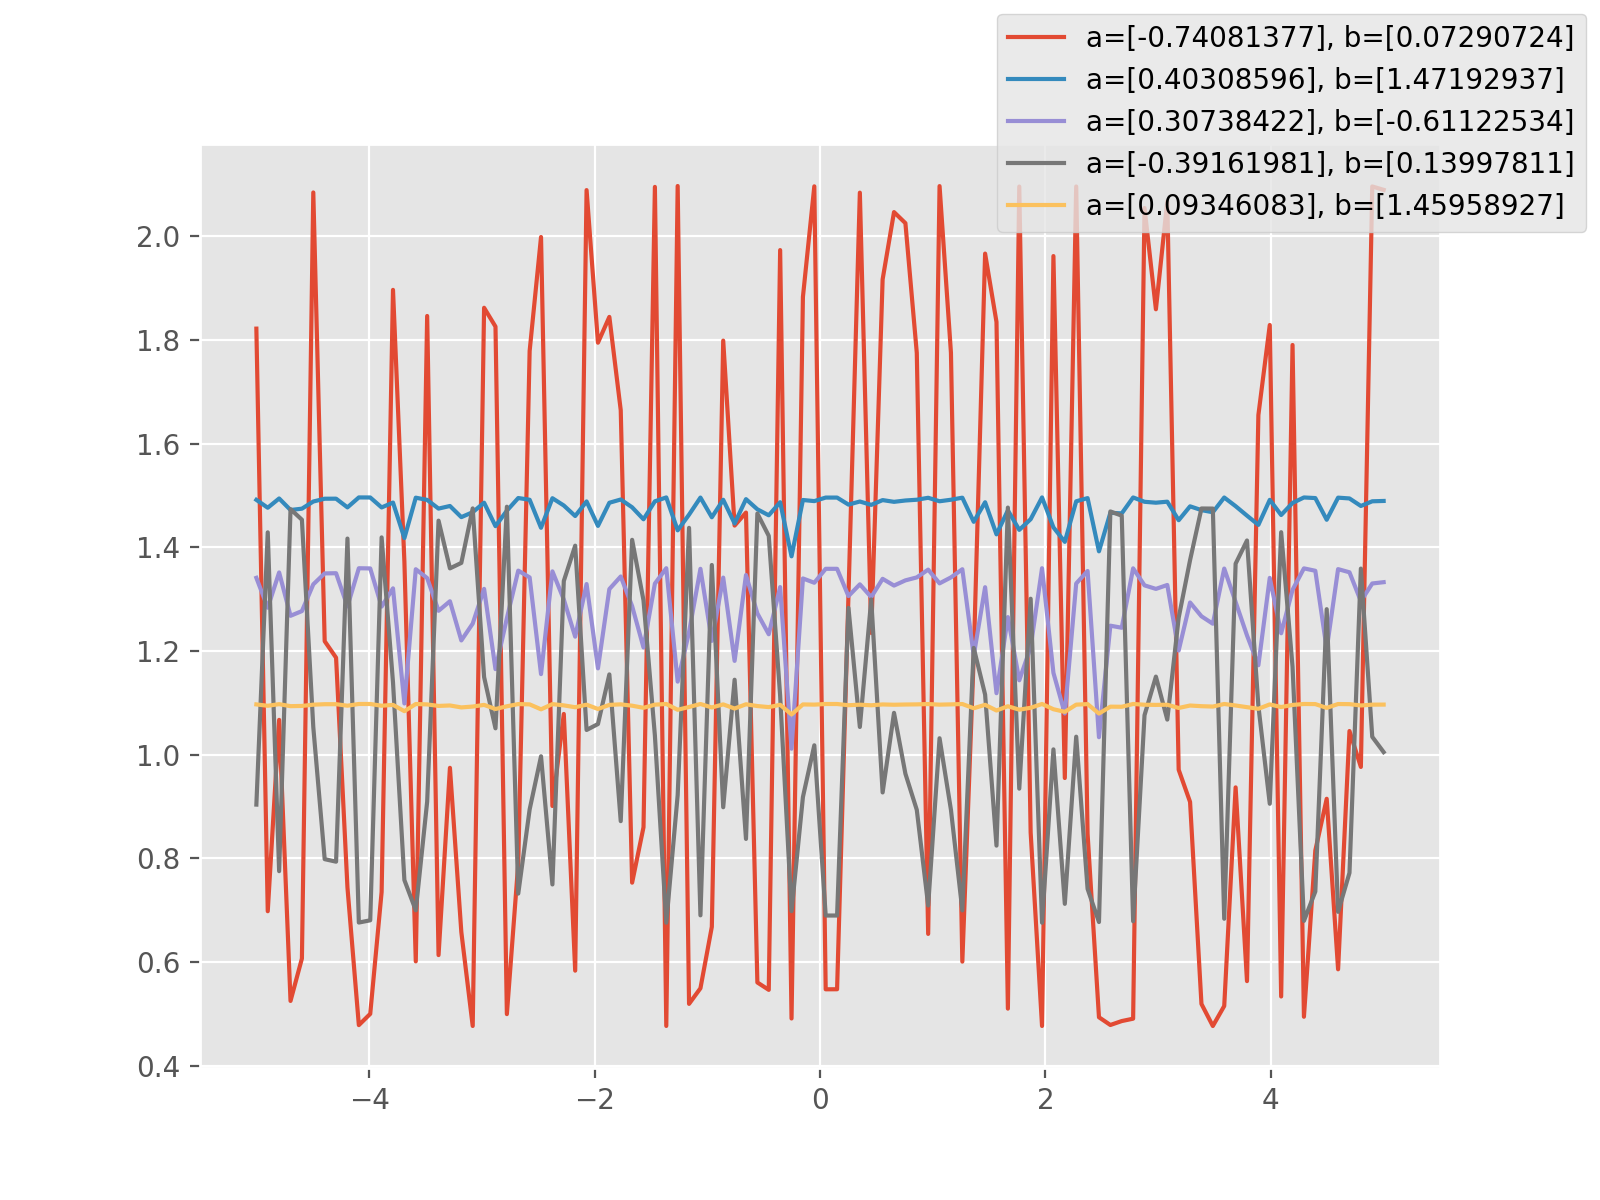 a=[-0.74081377], b=[0.07290724]
a=[0.40308596], b=[1.47192937]
a=[0.30738422], b=[-0.61122534]
a=[-0.39161981], b=[0.13997811]
a=[0.09346083], b=[1.45958927]
2.0
1.8
1.6
1.4
1.2
1.0
0.8
0.6
0.4
−4 −2 0 2 4